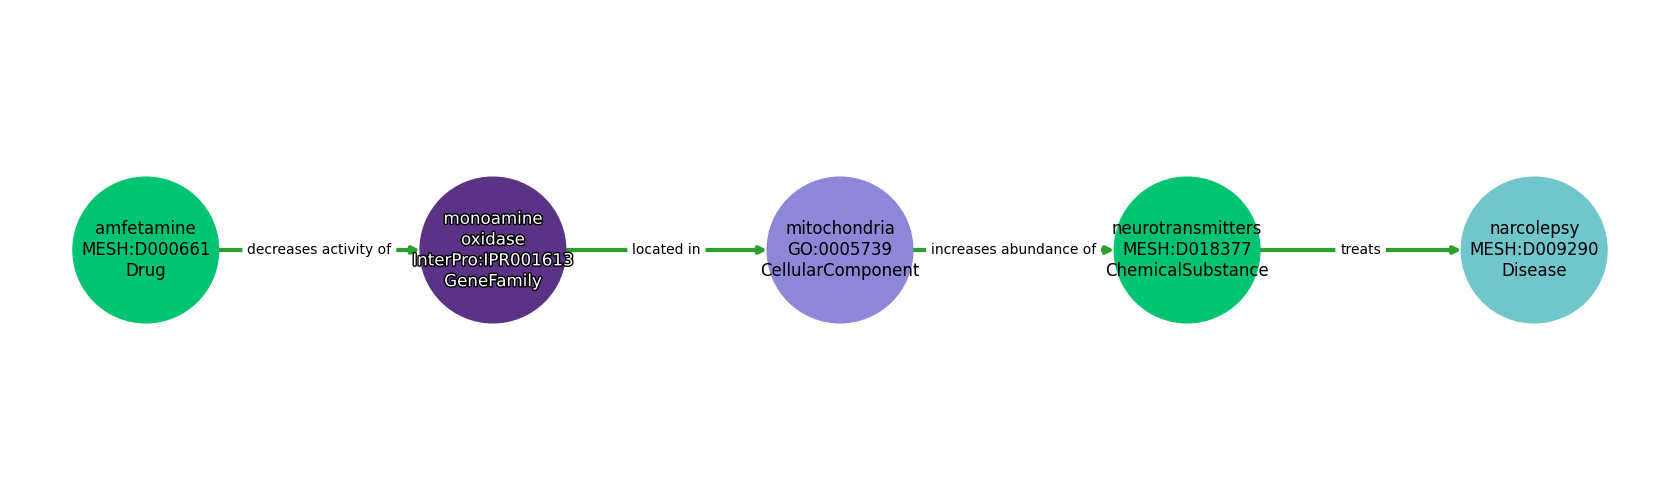 amfetamine
MESH:D000661
Drug
decreases activity of
monoamine
oxidase
InterPro:IPR001613
GeneFamily
located in
mitochondria
GO:0005739
CellularComponent
increases abundance of
neurotransmitters
MESH:D018377
ChemicalSubstance
treats
narcolepsy
MESH:D009290
Disease